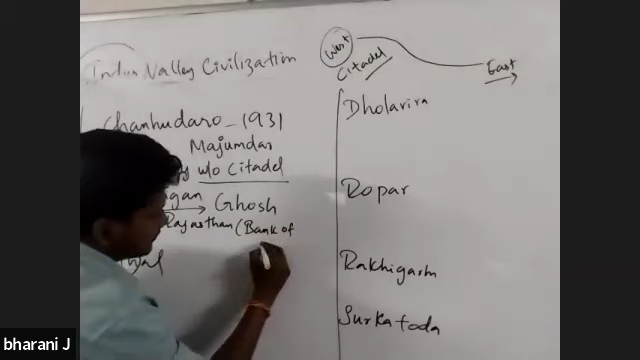 Indus Valley Civilization
Chanhudaro - 1931
Majumdar
w/o Citadel
Ghosh
Rajasthan (Bank of
West
Citadel
East
Dholavira
Ropar
Rakhigarh
Surkatoda
bharani J